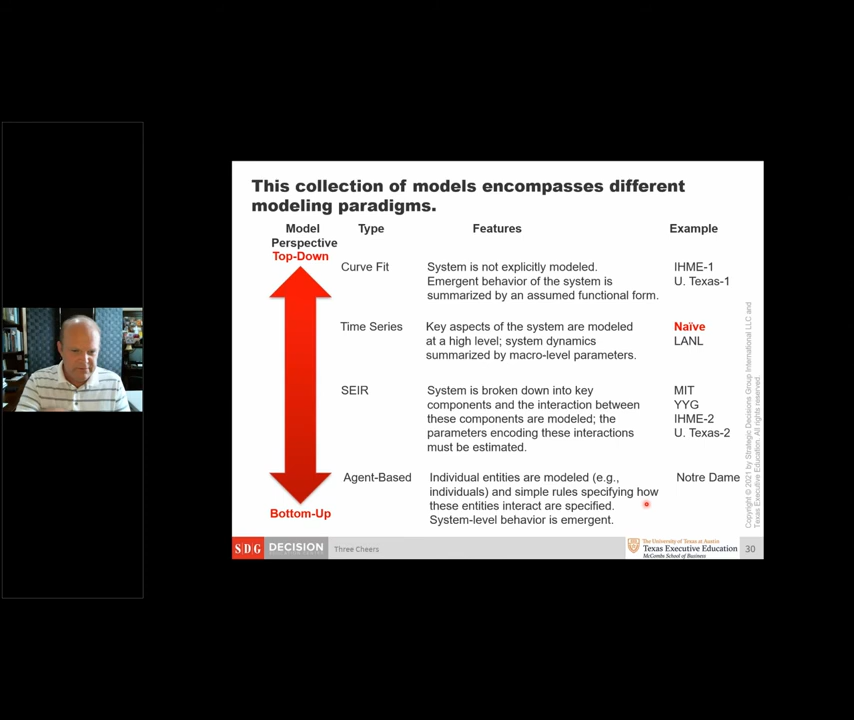 This collection of models encompasses different
modeling paradigms.
Model
Perspective
Type
Features
Example
Top-Down
Curve Fit
System is not explicitly modeled.
Emergent behavior of the system is
summarized by an assumed functional form.
IHME-1
U. Texas-1
Time Series
Key aspects of the system are modeled
at a high level; system dynamics
summarized by macro-level parameters.
Naïve
LANL
SEIR
System is broken down into key
components and the interaction between
these components are modeled; the
parameters encoding these interactions
must be estimated.
MIT
YYG
IHME-2
U. Texas-2
Agent-Based
Individual entities are modeled (e.g.,
individuals) and simple rules specifying how
these entities interact are specified.
System-level behavior is emergent.
Notre Dame
Bottom-Up
Copyright © 2021 by Strategic Decisions Group International LLC and
Texas Executive Education. All rights reserved.
SDG
DECISION
Three Cheers
The University of Texas at Austin
Texas Executive Education
McCombs School of Business
30